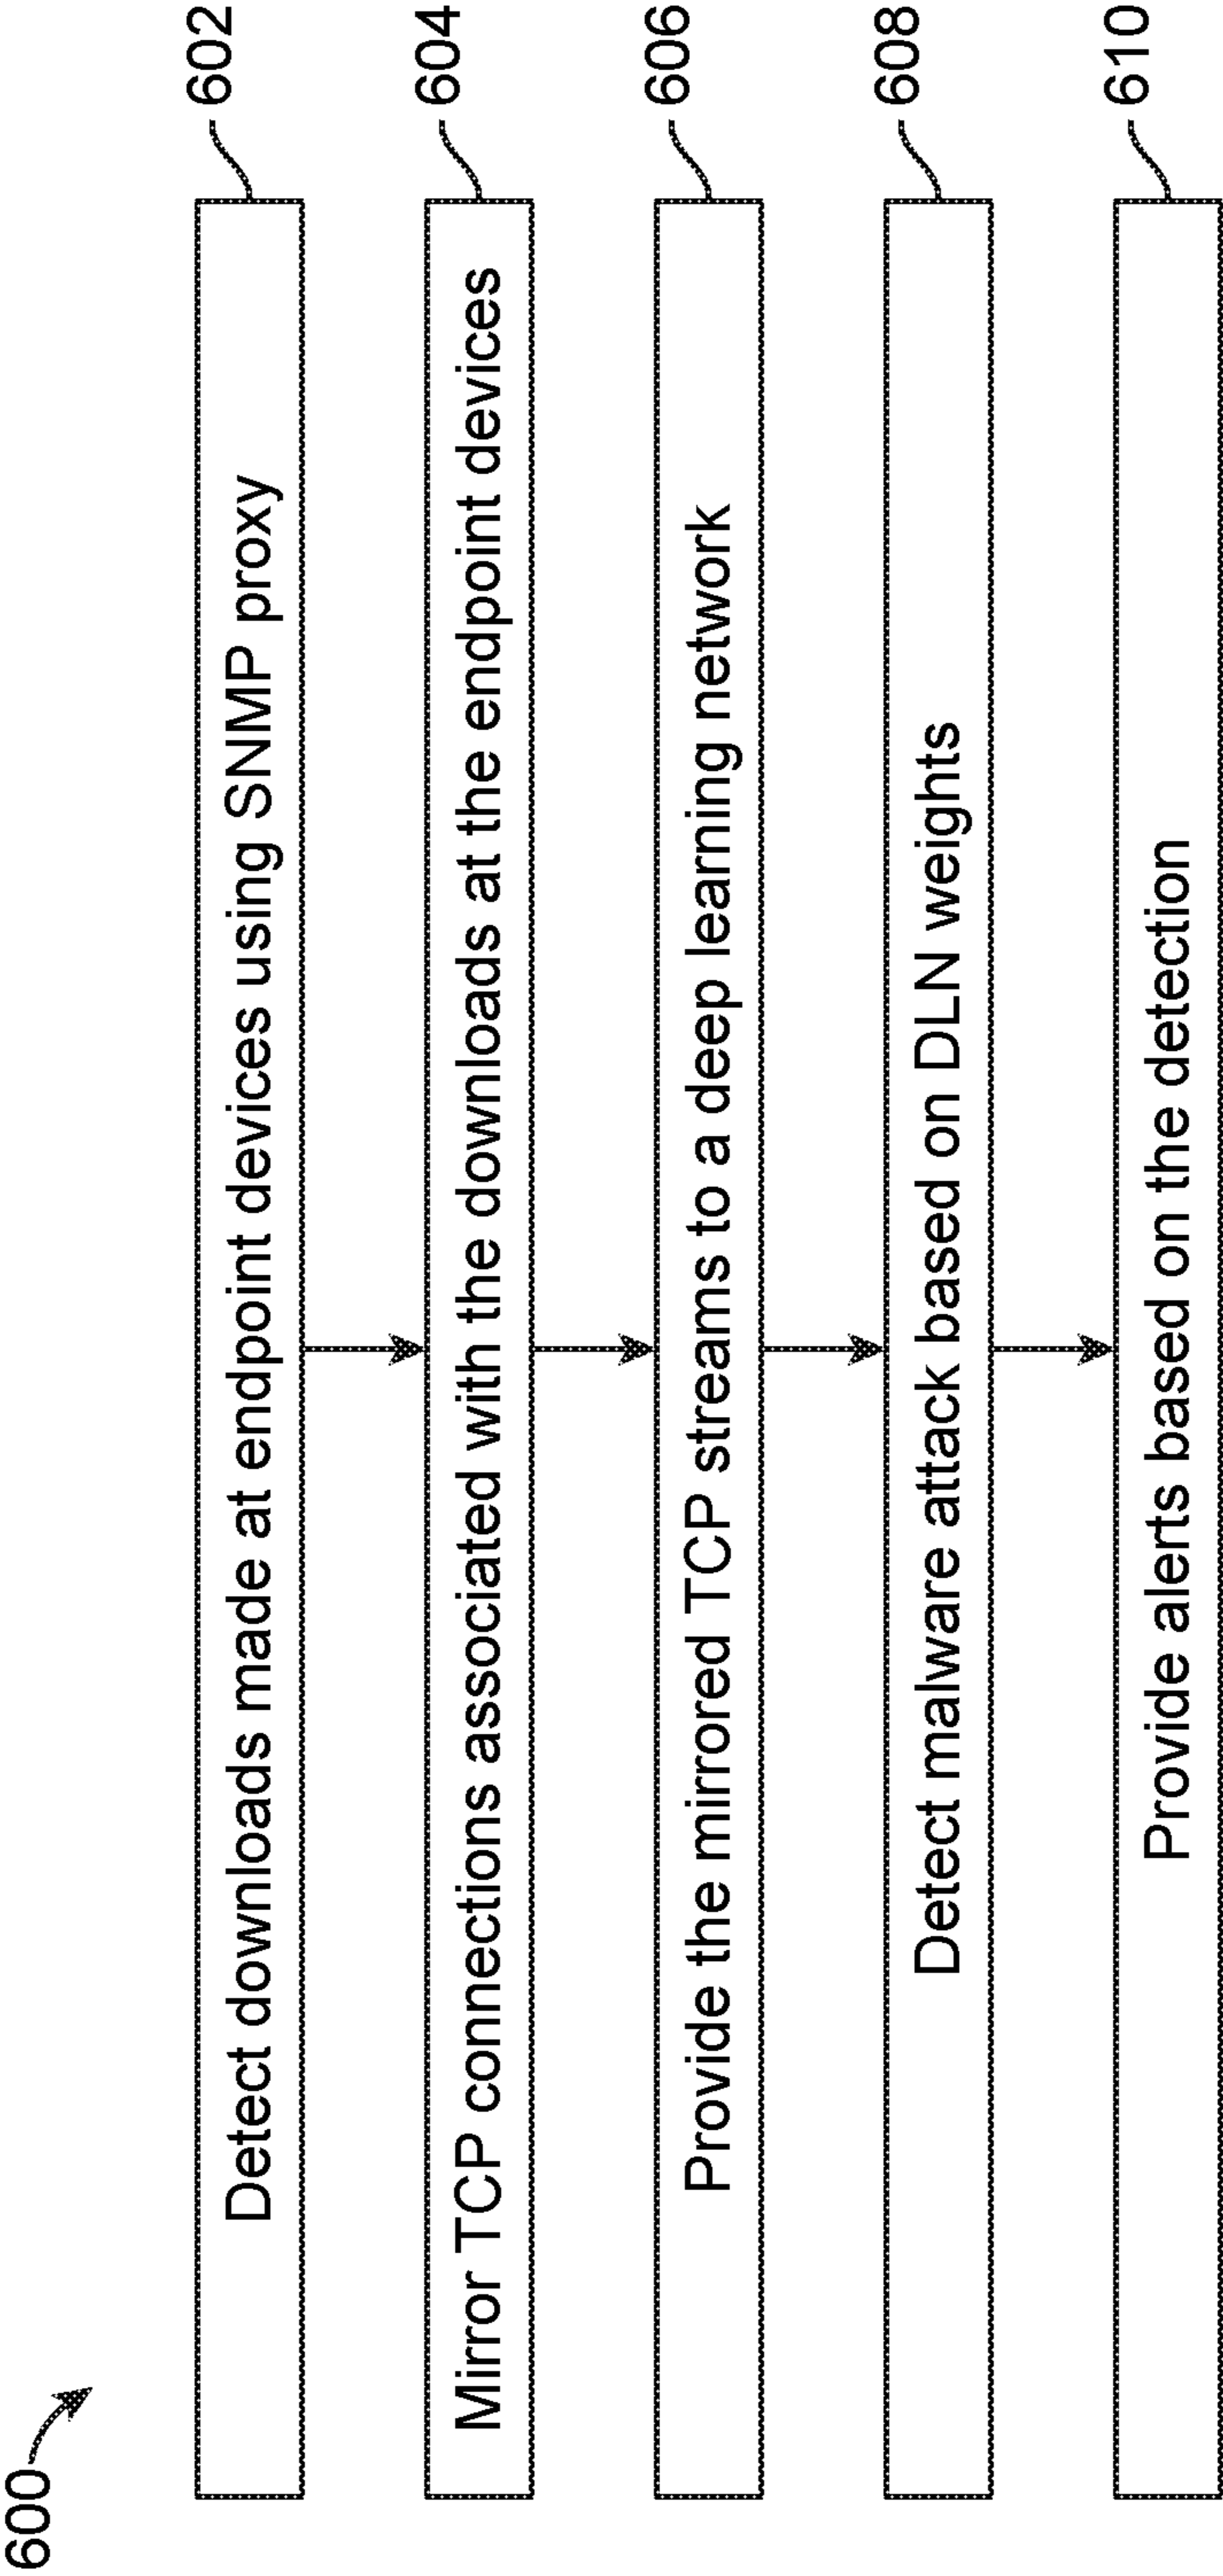 600
Detect downloads made at endpoint devices using SNMP proxy
602
Mirror TCP connections associated with the downloads at the endpoint devices
604
Provide the mirrored TCP streams to a deep learning network
606
Detect malware attack based on DLN weights
608
Provide alerts based on the detection
610